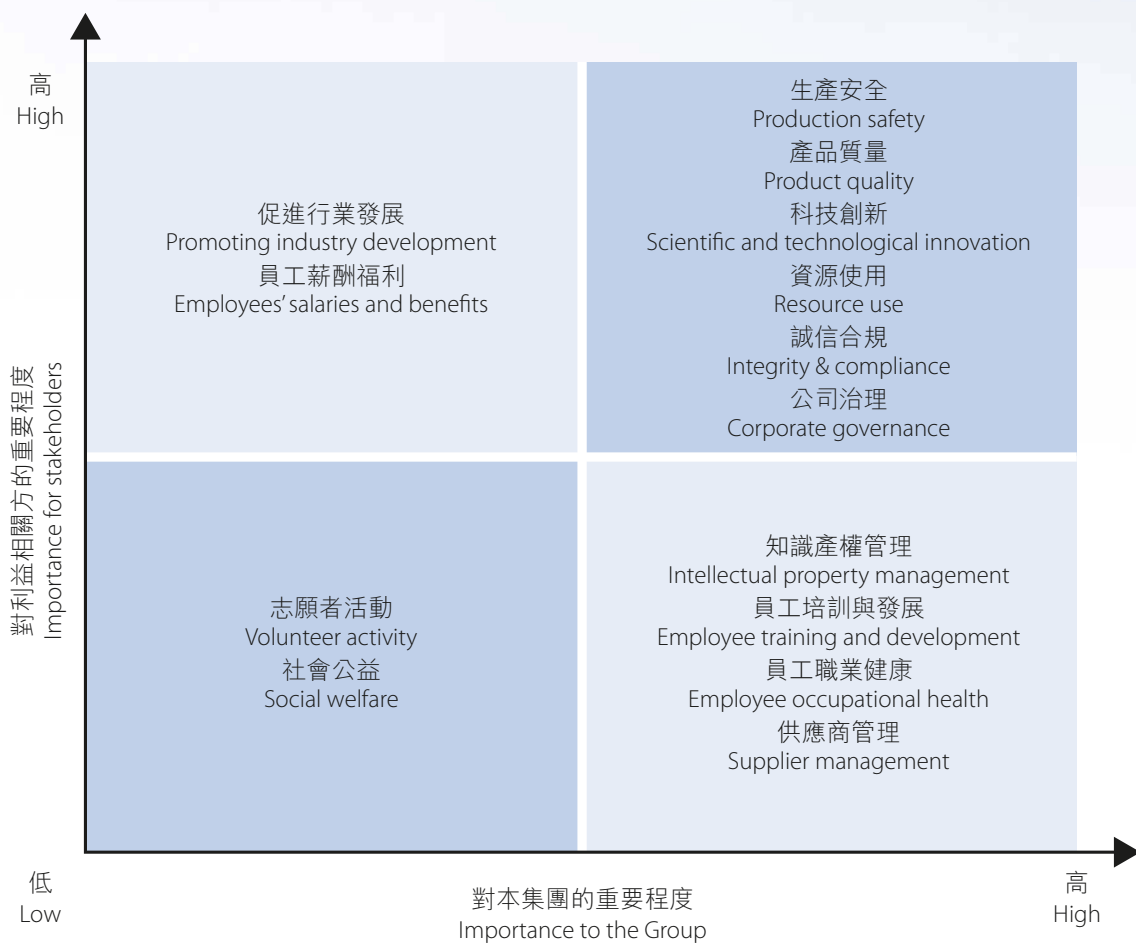 高
High
促進行業發展
Promoting industry development
員工薪酬福利
Employees' salaries and benefits
生產安全
Production safety
產品質量
Product quality
科技創新
Scientific and technological innovation
資源使用
Resource use
誠信合規
Integrity & compliance
公司治理
Corporate governance
對利益相關方的重要程度
Importance for stakeholders
志願者活動
Volunteer activity
社會公益
Social welfare
知識產權管理
Intellectual property management
員工培訓與發展
Employee training and development
員工職業健康
Employee occupational health
供應商管理
Supplier management
低
Low
對本集團的重要程度
Importance to the Group
高
High